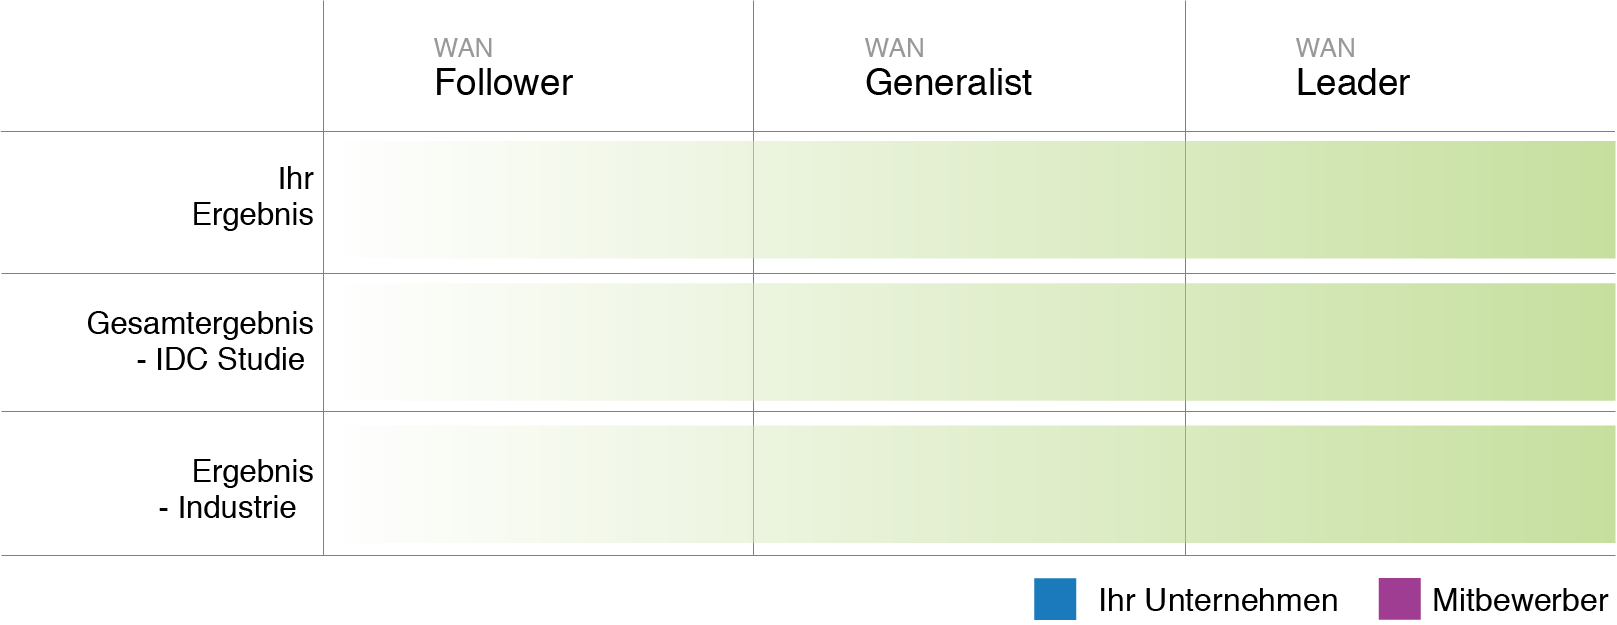 WAN
Follower
WAN
Generalist
WAN
Leader
Ihr
Ergebnis
Gesamtergebnis
- IDC Studie
Ergebnis
- Industrie
Ihr Unternehmen
Mitbewerber